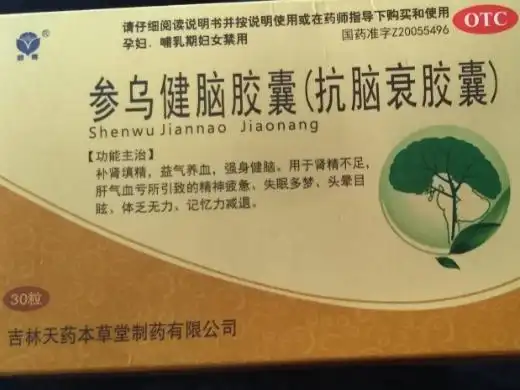 请仔细阅读说明书并按说明使用或在药师指导下购买和使用
孕妇、哺乳期妇女禁用
国药准字Z20055496
OTC
参乌健脑胶囊(抗脑衰胶囊)
Shenwu Jiannao Jiaonang
【功能主治】
补肾填精，益气养血，强身健脑。用于肾精不足，
肝气血亏所引致的精神疲惫、失眠多梦、头晕目
眩、体乏无力、记忆力减退。
30粒
吉林天药本草堂制药有限公司